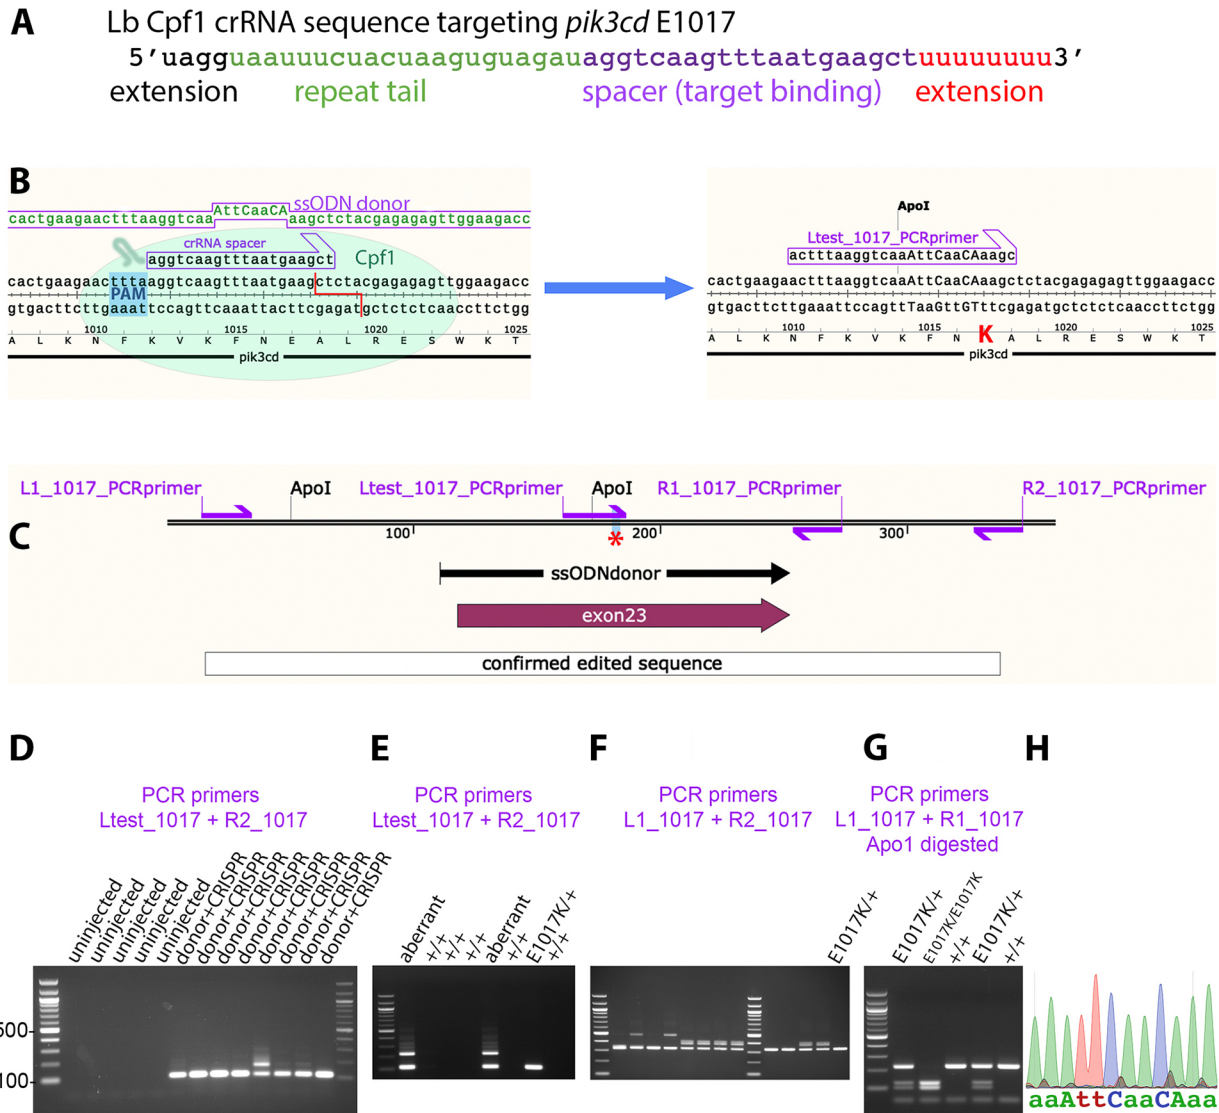 A
Lb Cpf1 crRNA sequence targeting pik3cd E1017
5’uagguaauuucuacuaaguguagauaggtcaagtttaatgaagctuuuuuuuu3’
extension repeat tail spacer (target binding) extension
B
ssODN donor
cactgaagaactttaaggtcaaAttCaaCAaagctctacgagagagttggaagacc
crRNA spacer
Cpf1
aggtcaagtttaatgaagct
cactgaagaactttaaggtcaagtttaatgaagctctacgagagagttggaagacc
PAM
gtgacttcttgaaattccagttcaaattacttcgagatgctctctcaaccttctgg
1010 1015 1020 1025
A L K N F K V K F N E A L R E S W K T
pik3cd
ApoI
Ltest_1017_PCRprimer
actttaaggtcaaAttCaaCAaagc
cactgaagaactttaaggtcaaAttCaaCAaagctctacgagagagttggaagacc
gtgacttcttgaaattccagttTaagTTGTttcgagatgctctctcaaccttctgg
1010 1015 1020 1025
A L K N F K V K F N K A L R E S W K T
pik3cd
C
L1_1017_PCRprimer ApoI Ltest_1017_PCRprimer ApoI R1_1017_PCRprimer R2_1017_PCRprimer
100 200 300
*
ssODNdonor
exon23
confirmed edited sequence
D
PCR primers
Ltest_1017 + R2_1017
uninjected
uninjected
uninjected
uninjected
uninjected
donor+CRISPR
donor+CRISPR
donor+CRISPR
donor+CRISPR
donor+CRISPR
donor+CRISPR
donor+CRISPR
500
100
E
PCR primers
Ltest_1017 + R2_1017
aberrant
+/+
+/+
+/+
aberrant
+/+
E1017K/+
+/+
F
PCR primers
L1_1017 + R2_1017
E1017K/+
G
PCR primers
L1_1017 + R1_1017
Apo1 digested
E1017K/+
E1017K/E1017K
+/+
E1017K/+
+/+
H
aaAttCaaCAaa